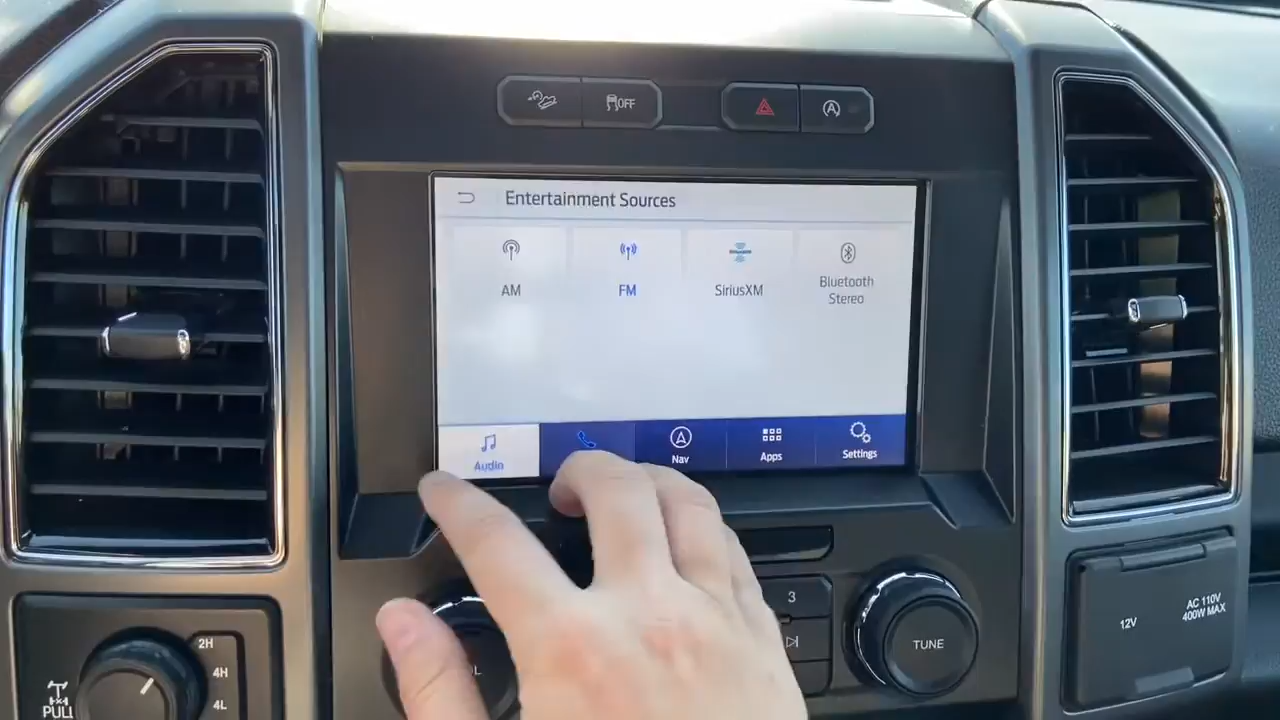 OFF
Entertainment Sources
AM
FM
SiriusXM
Bluetooth
Stereo
Audio
Nav
Apps
Settings
3
TUNE
2H
4H
4L
PULL
12V
AC 110V
400W MAX